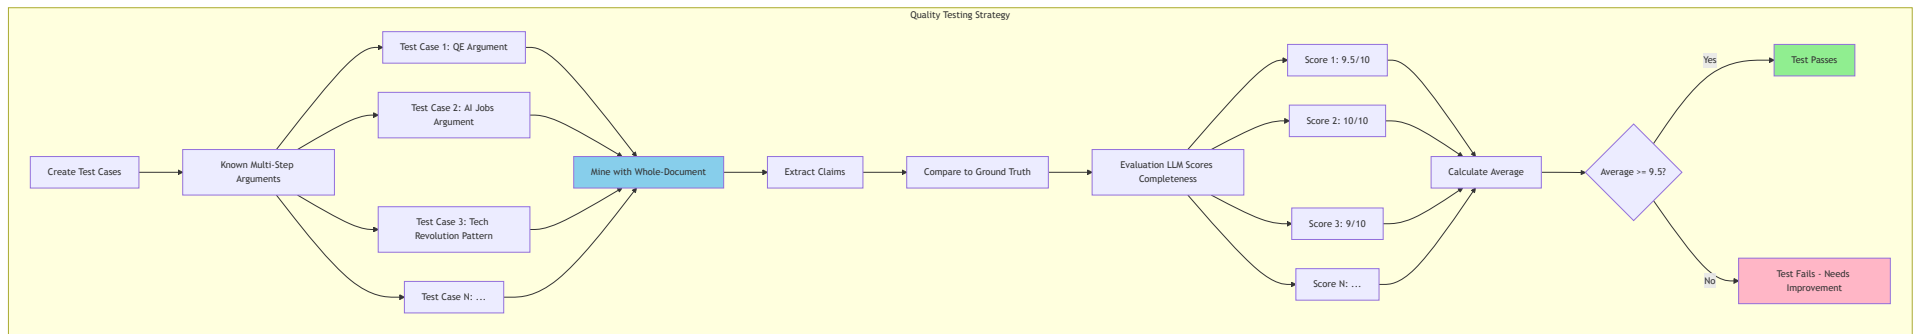 Quality Testing Strategy
Create Test Cases
Known Multi-Step
Arguments
Test Case 1: QE Argument
Test Case 2: AI Jobs
Argument
Test Case 3: Tech
Revolution Pattern
Test Case N: ...
Mine with Whole-Document
Extract Claims
Compare to Ground Truth
Evaluation LLM Scores
Completeness
Score 1: 9.5/10
Score 2: 10/10
Score 3: 9/10
Score N: ...
Calculate Average
Average >= 9.5?
Yes
Test Passes
No
Test Fails - Needs
Improvement